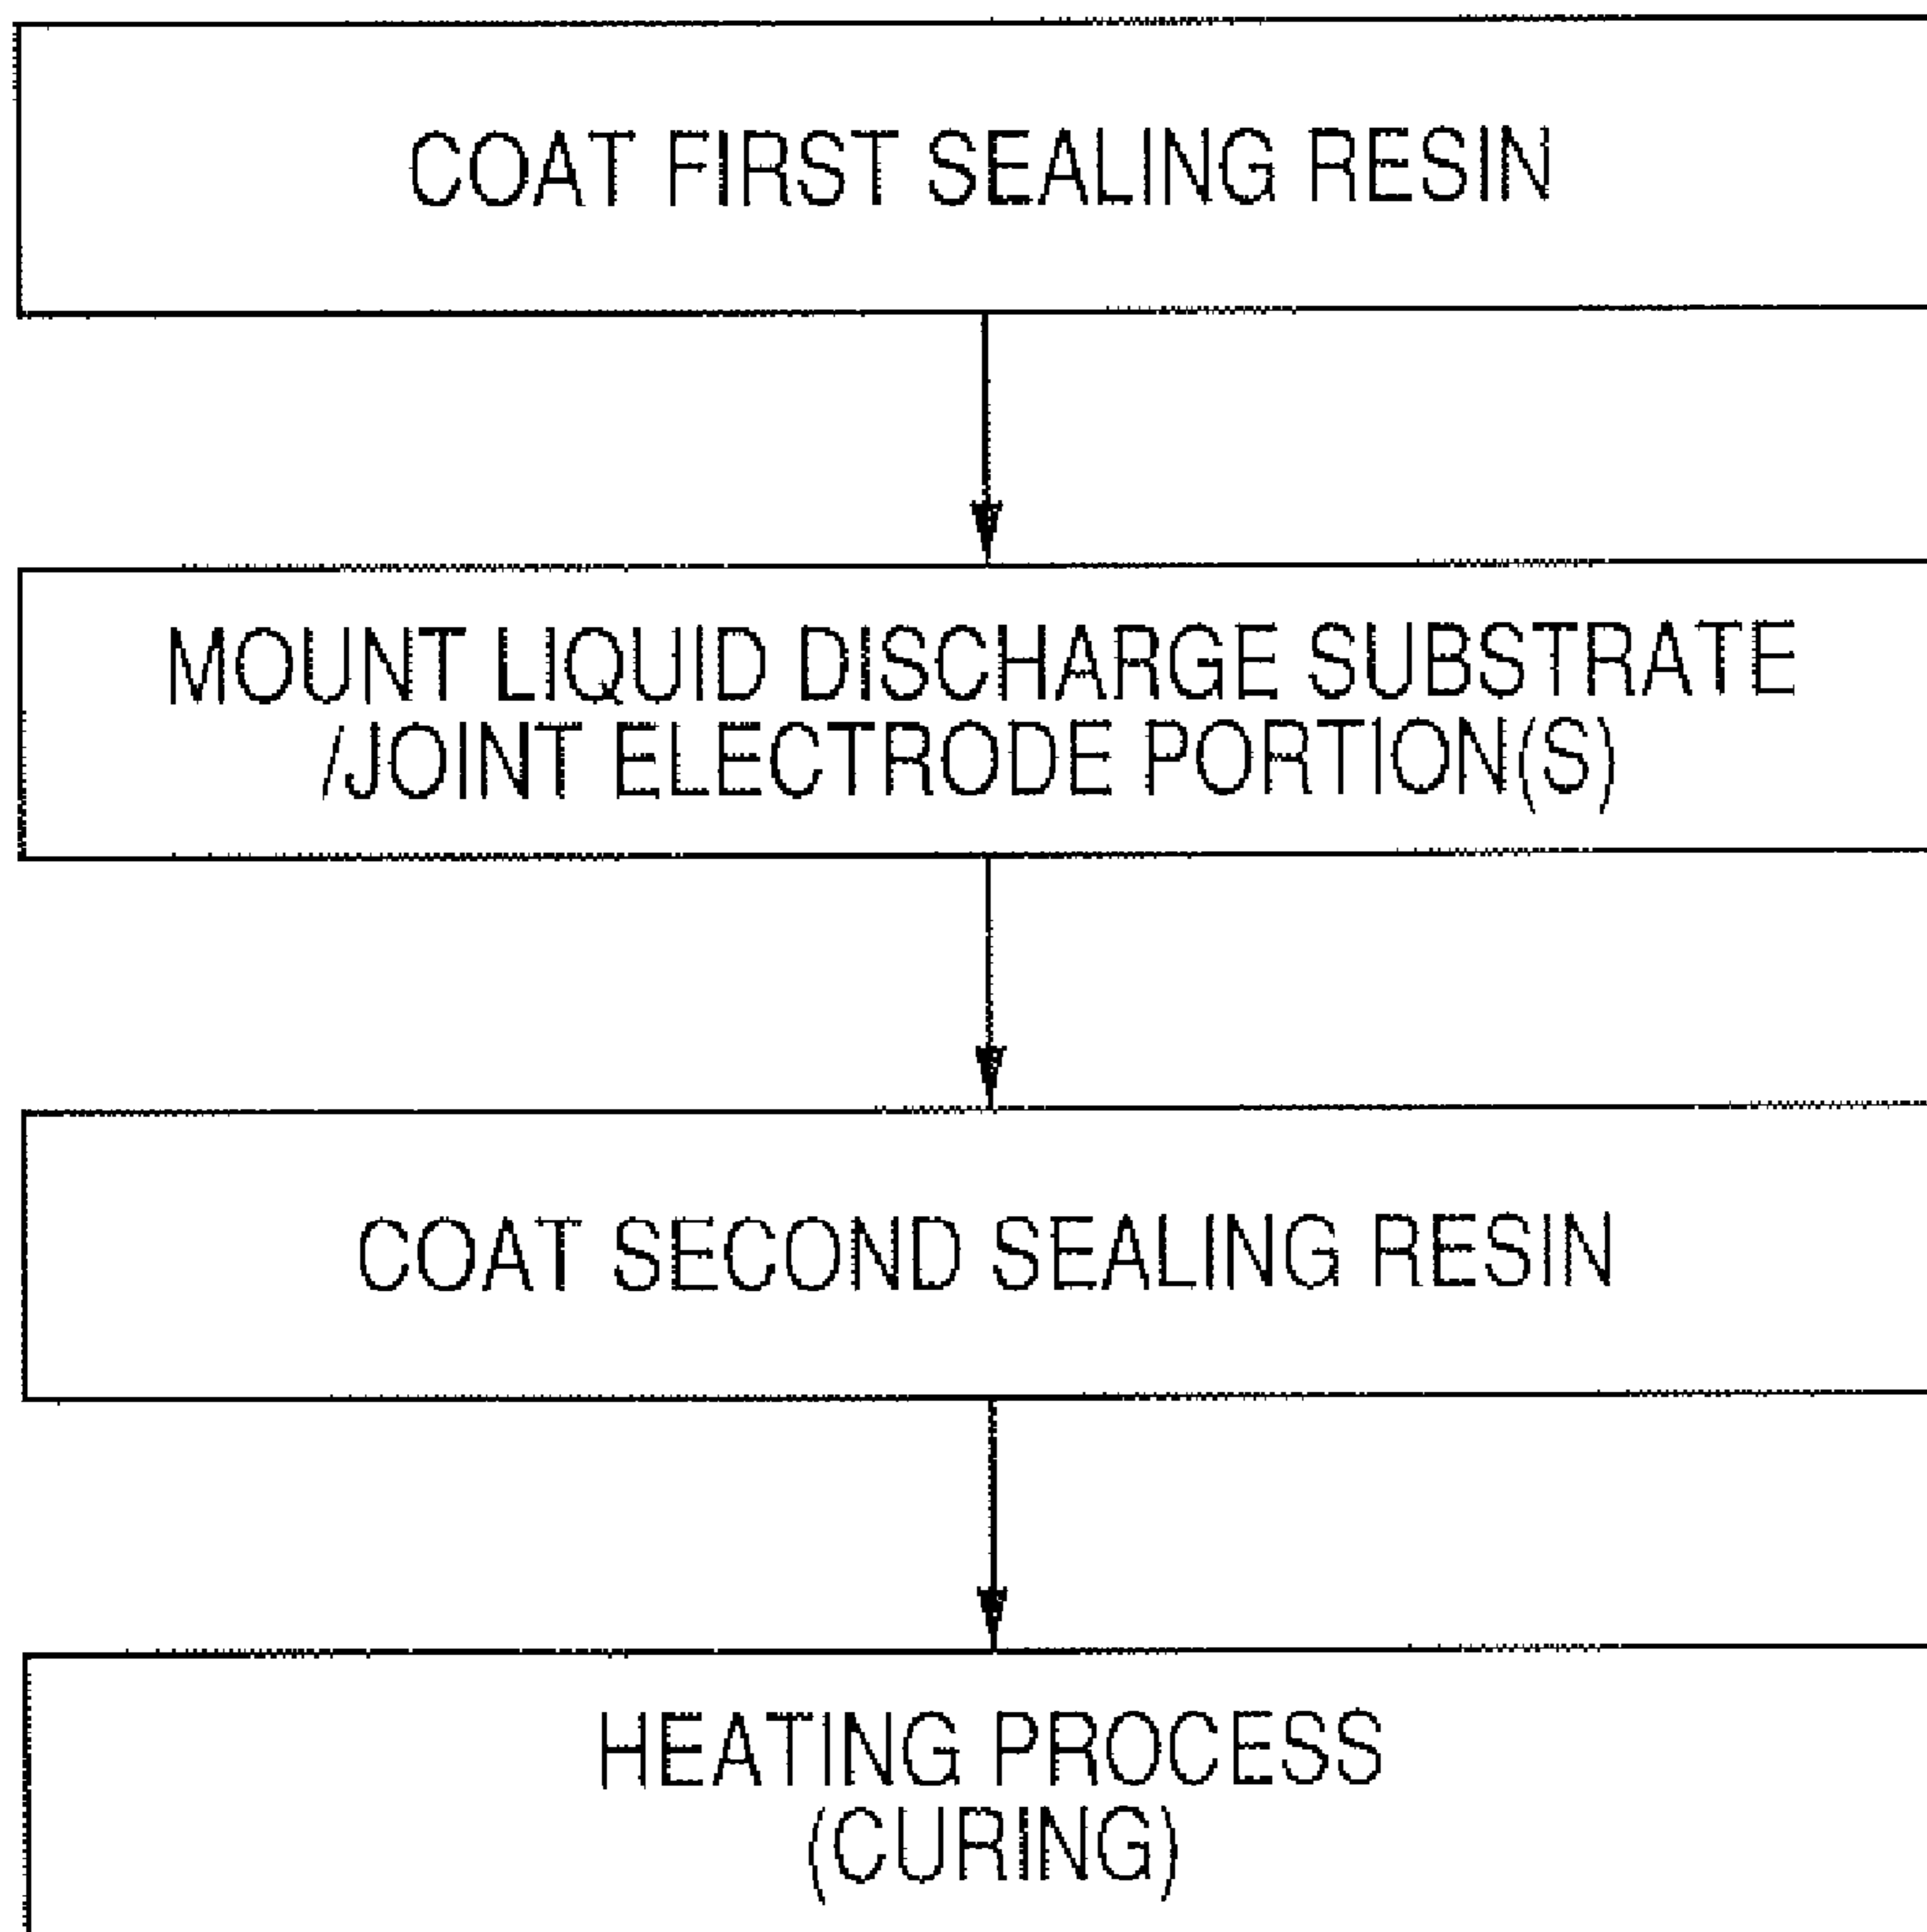 COAT FIRST SEALING RESIN
MOUNT LIQUID DISCHARGE SUBSTRATE
/JOINT ELECTRODE PORTION(S)
COAT SECOND SEALING RESIN
HEATING PROCESS
(CURING)